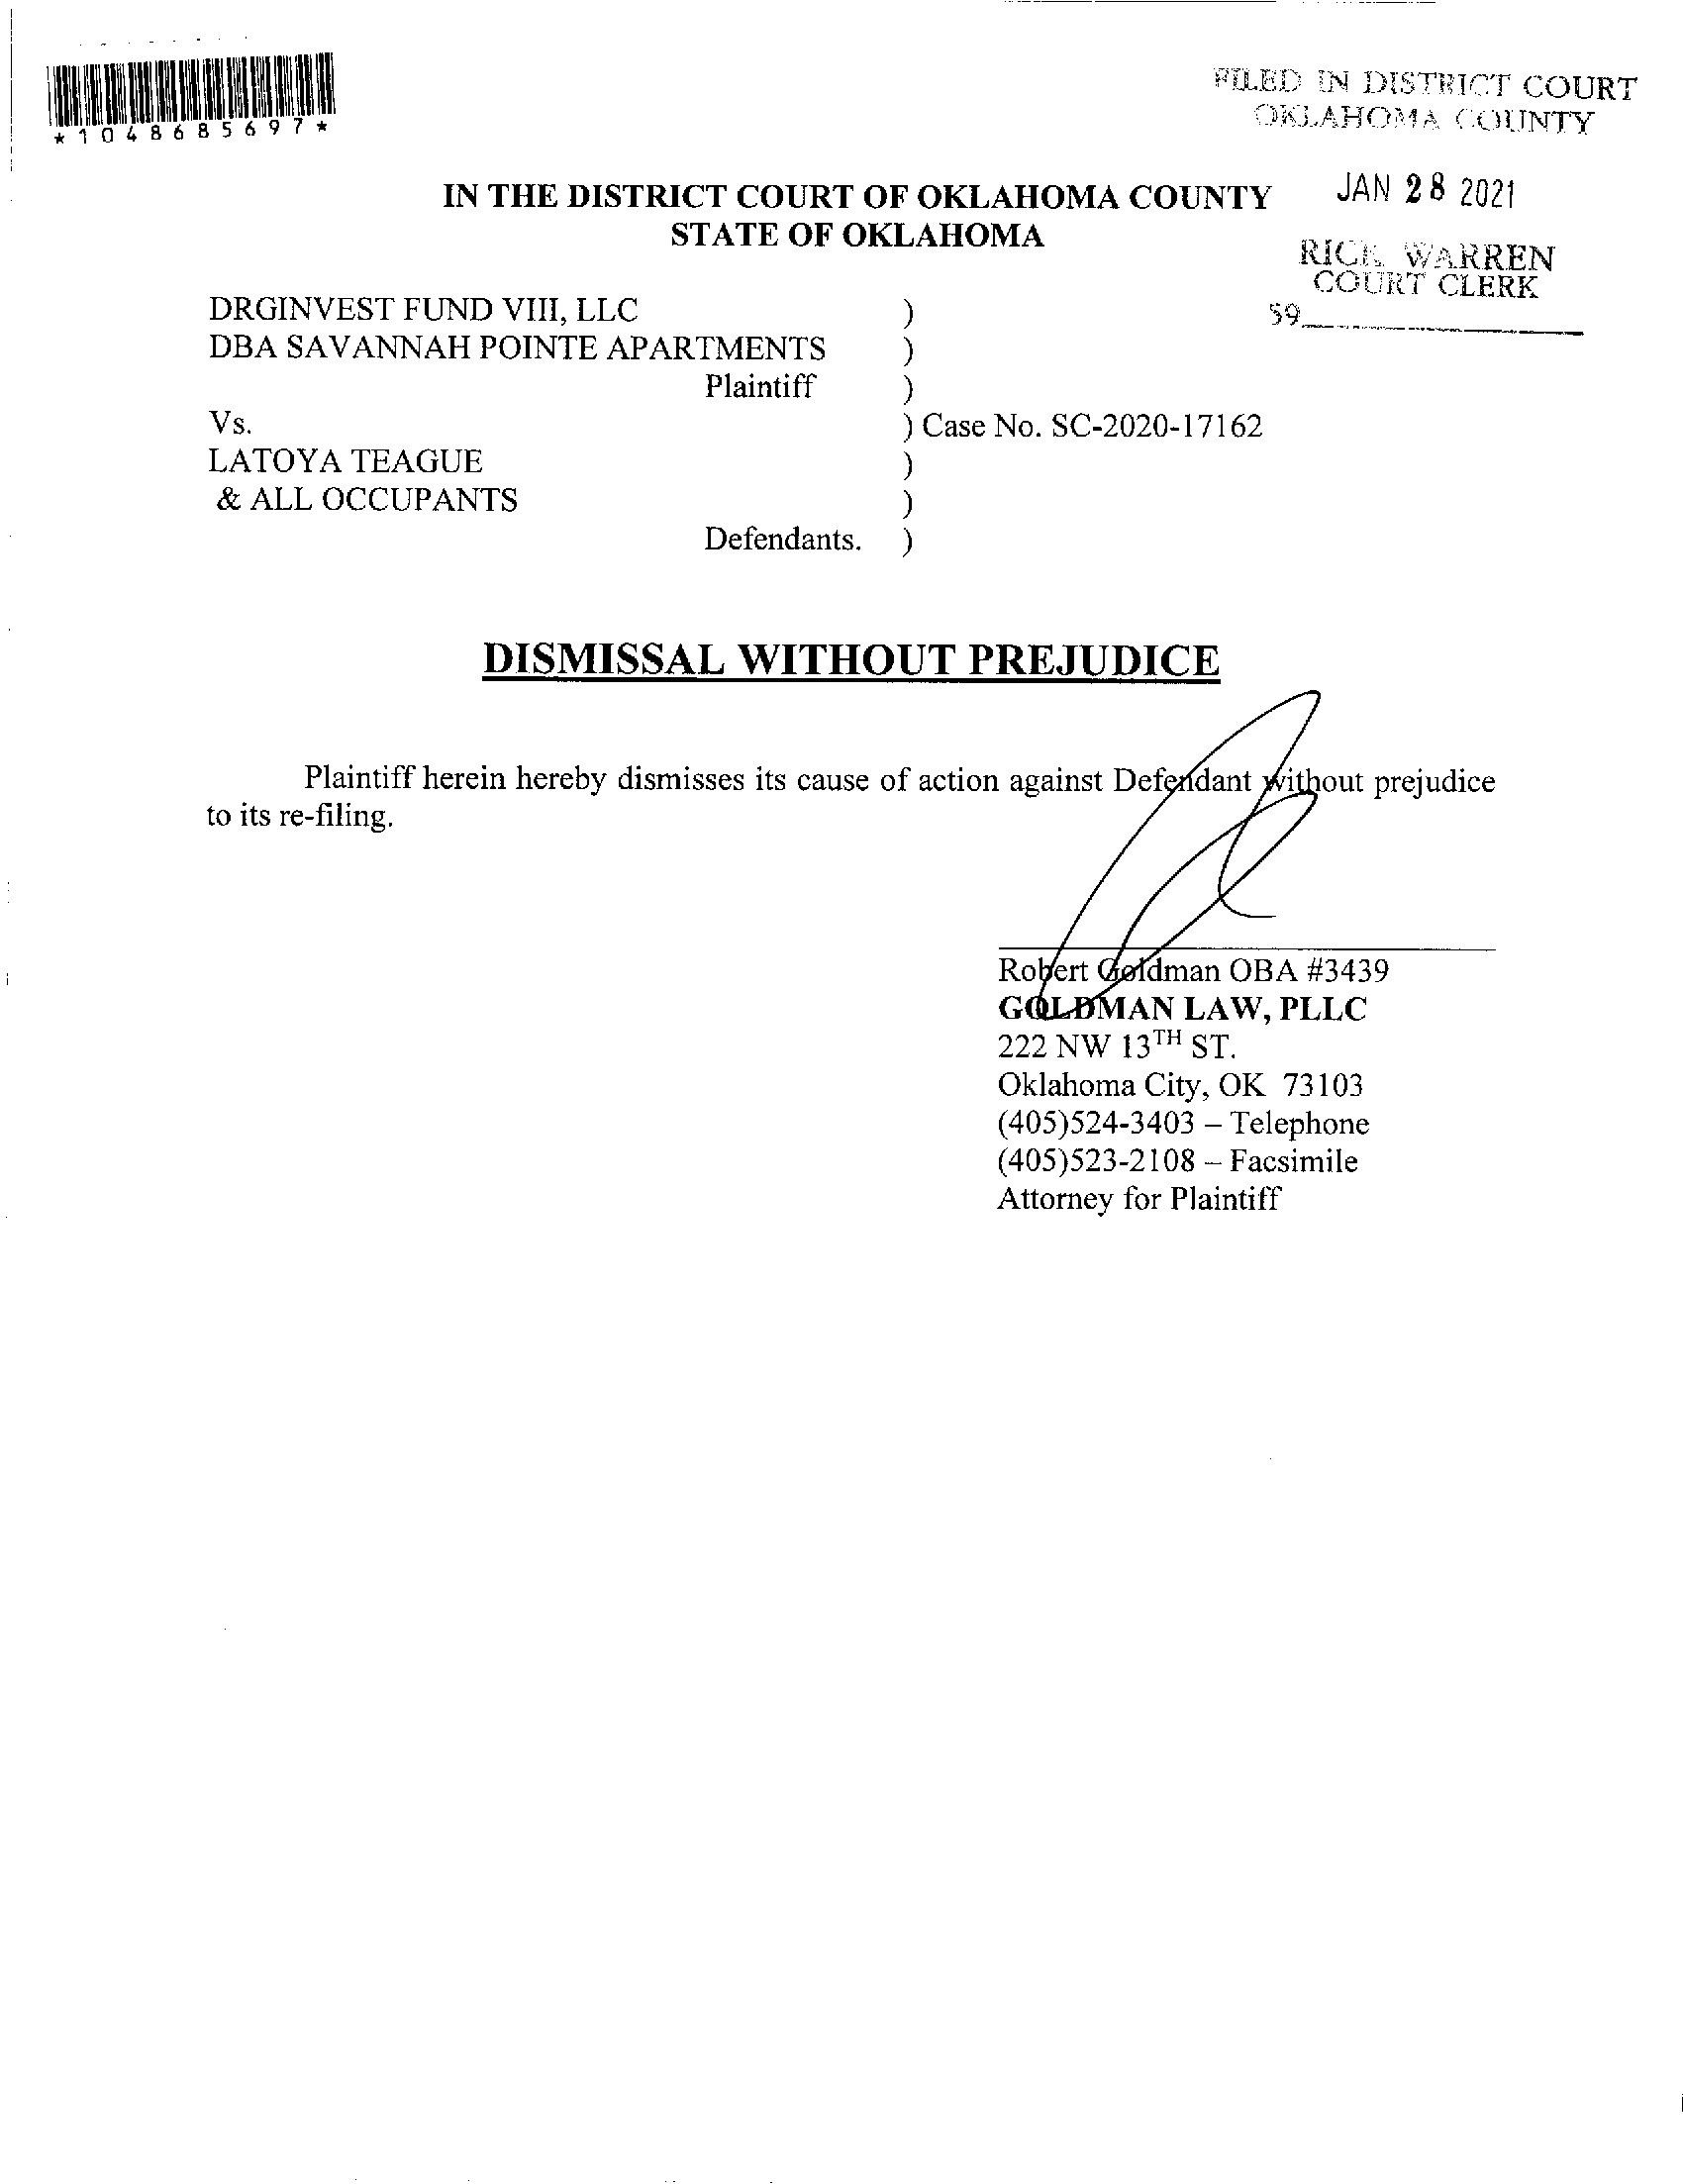 *1048685697*
FILED IN DISTRICT COURT
OKLAHOMA COUNTY
JAN 28 2021
RICK WARREN
COURT CLERK
59
IN THE DISTRICT COURT OF OKLAHOMA COUNTY
STATE OF OKLAHOMA
DRGINVEST FUND VIII, LLC )
DBA SAVANNAH POINTE APARTMENTS )
Plaintiff )
Vs. ) Case No. SC-2020-17162
LATOYA TEAGUE )
& ALL OCCUPANTS )
Defendants. )
DISMISSAL WITHOUT PREJUDICE
Plaintiff herein hereby dismisses its cause of action against Defendant without prejudice
to its re-filing.
Robert Goldman OBA #3439
GOLDMAN LAW, PLLC
222 NW 13TH ST.
Oklahoma City, OK 73103
(405)524-3403 – Telephone
(405)523-2108 – Facsimile
Attorney for Plaintiff